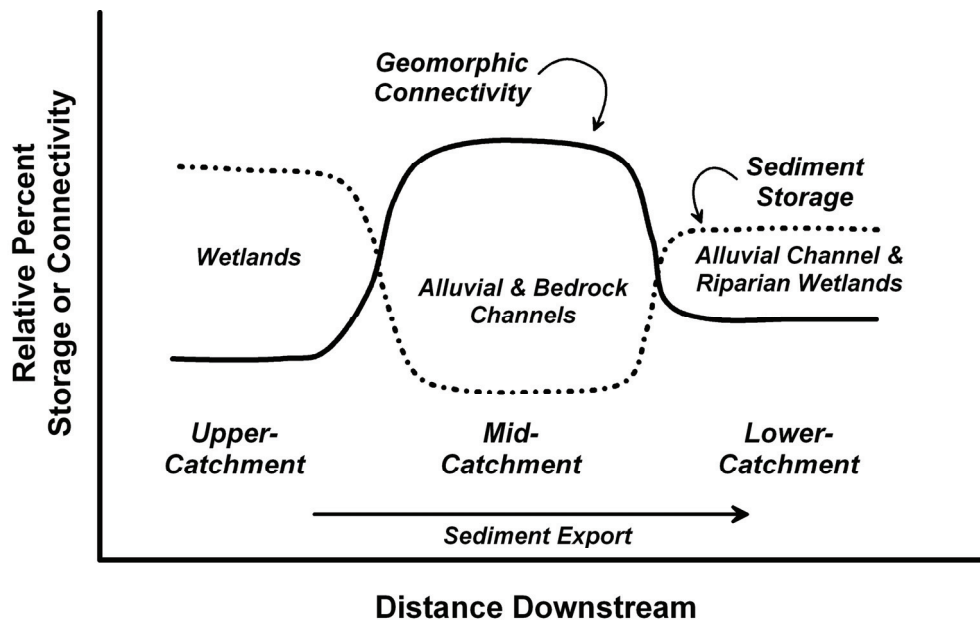 Relative Percent
Storage or Connectivity
Geomorphic
Connectivity
Sediment
Storage
Wetlands
Alluvial & Bedrock
Channels
Alluvial Channel &
Riparian Wetlands
Upper-
Catchment
Mid-
Catchment
Lower-
Catchment
Sediment Export
Distance Downstream